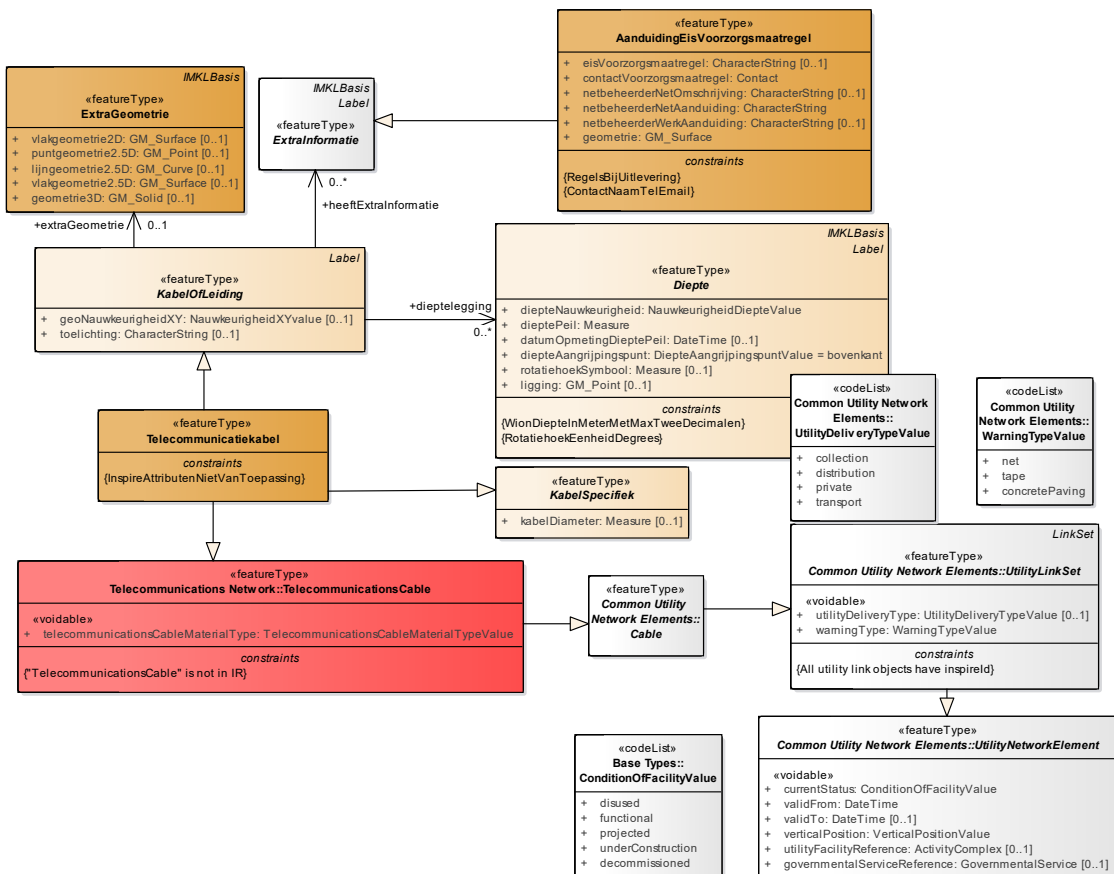 «featureType»
AanduidingEisVoorzorgsmaatregel
+ eisVoorzorgsmaatregel: CharacterString [0..1]
+ contactVoorzorgsmaatregel: Contact
+ netbeheerderNetOmschrijving: CharacterString [0..1]
+ netbeheerderNetAanduiding: CharacterString
+ netbeheerderWerkAanduiding: CharacterString [0..1]
+ geometrie: GM_Surface
constraints
{RegelsBijUitlevering}
{ContactNaamTelEmail}
IMKLBasis
«featureType»
ExtraGeometrie
+ vlakgeometrie2D: GM_Surface [0..1]
+ puntgeometrie2.5D: GM_Point [0..1]
+ lijngeometrie2.5D: GM_Curve [0..1]
+ vlakgeometrie2.5D: GM_Surface [0..1]
+ geometrie3D: GM_Solid [0..1]
IMKLBasis
Label
«featureType»
ExtraInformatie
0..*
+heeftExtraInformatie
+extraGeometrie
0..1
Label
«featureType»
KabelOfLeiding
+ geoNauwkeurigheidXY: NauwkeurigheidXYvalue [0..1]
+ toelichting: CharacterString [0..1]
+dieptelegging
0..*
IMKLBasis
Label
«featureType»
Diepte
+ diepteNauwkeurigheid: NauwkeurigheidDiepteValue
+ dieptePeil: Measure
+ datumOpmetingDieptePeil: DateTime [0..1]
+ diepteAangrijpingspunt: DiepteAangrijpingspuntValue = bovenkant
+ rotatiehoekSymbool: Measure [0..1]
+ ligging: GM_Point [0..1]
constraints
{WionDiepteInMeterMetMaxTweeDecimalen}
{RotatiehoekEenheidDegrees}
«codeList»
Common Utility Network
Elements::
UtilityDeliveryTypeValue
+ collection
+ distribution
+ private
+ transport
«codeList»
Common Utility
Network Elements::
WarningTypeValue
+ net
+ tape
+ concretePaving
«featureType»
Telecommunicatiekabel
constraints
{InspireAttributenNietVanToepassing}
«featureType»
KabelSpecifiek
+ kabelDiameter: Measure [0..1]
«featureType»
Telecommunications Network::TelecommunicationsCable
«voidable»
+ telecommunicationsCableMaterialType: TelecommunicationsCableMaterialTypeValue
constraints
{"TelecommunicationsCable" is not in IR}
«featureType»
Common Utility
Network Elements::
Cable
LinkSet
«featureType»
Common Utility Network Elements::UtilityLinkSet
«voidable»
+ utilityDeliveryType: UtilityDeliveryTypeValue [0..1]
+ warningType: WarningTypeValue
constraints
{All utility link objects have inspireId}
«codeList»
Base Types::
ConditionOfFacilityValue
+ disused
+ functional
+ projected
+ underConstruction
+ decommissioned
«featureType»
Common Utility Network Elements::UtilityNetworkElement
«voidable»
+ currentStatus: ConditionOfFacilityValue
+ validFrom: DateTime
+ validTo: DateTime [0..1]
+ verticalPosition: VerticalPositionValue
+ utilityFacilityReference: ActivityComplex [0..1]
+ governmentalServiceReference: GovernmentalService [0..1]